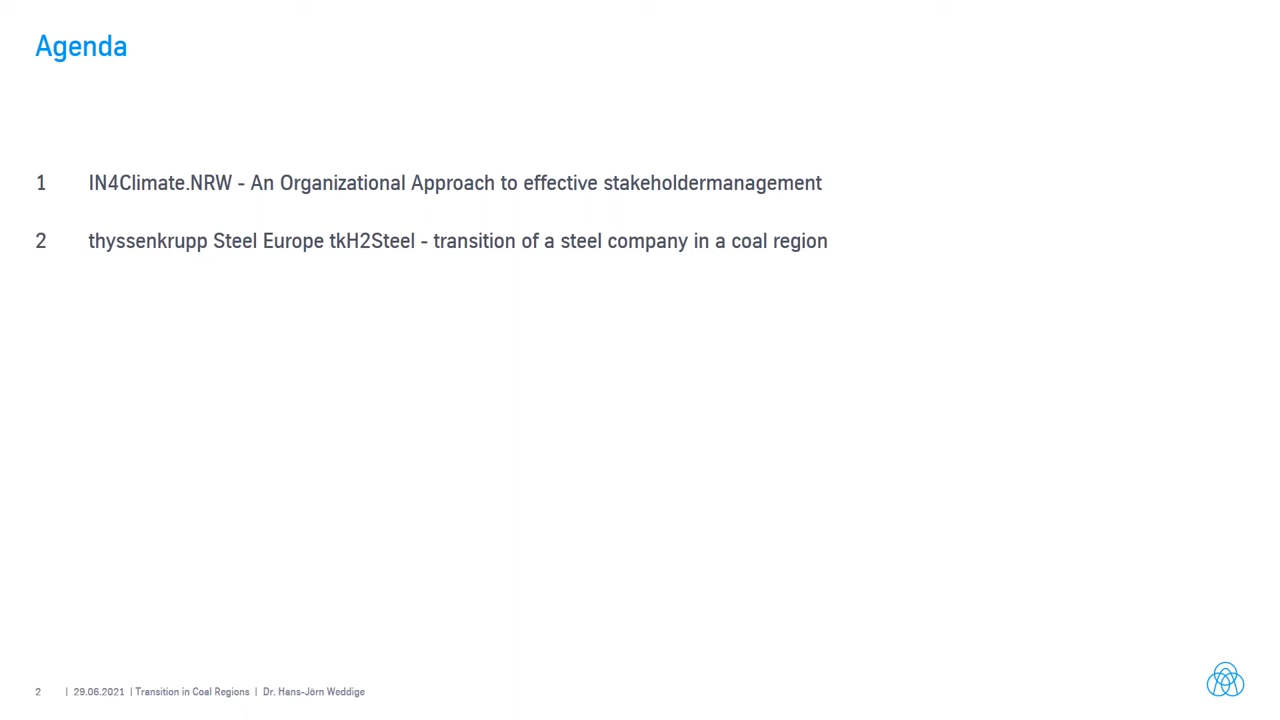 Agenda
1 IN4Climate.NRW - An Organizational Approach to effective stakeholdermanagement
2 thyssenkrupp Steel Europe tkH2Steel - transition of a steel company in a coal region
2 | 29.06.2021 | Transition in Coal Regions | Dr. Hans-Jörn Weddige